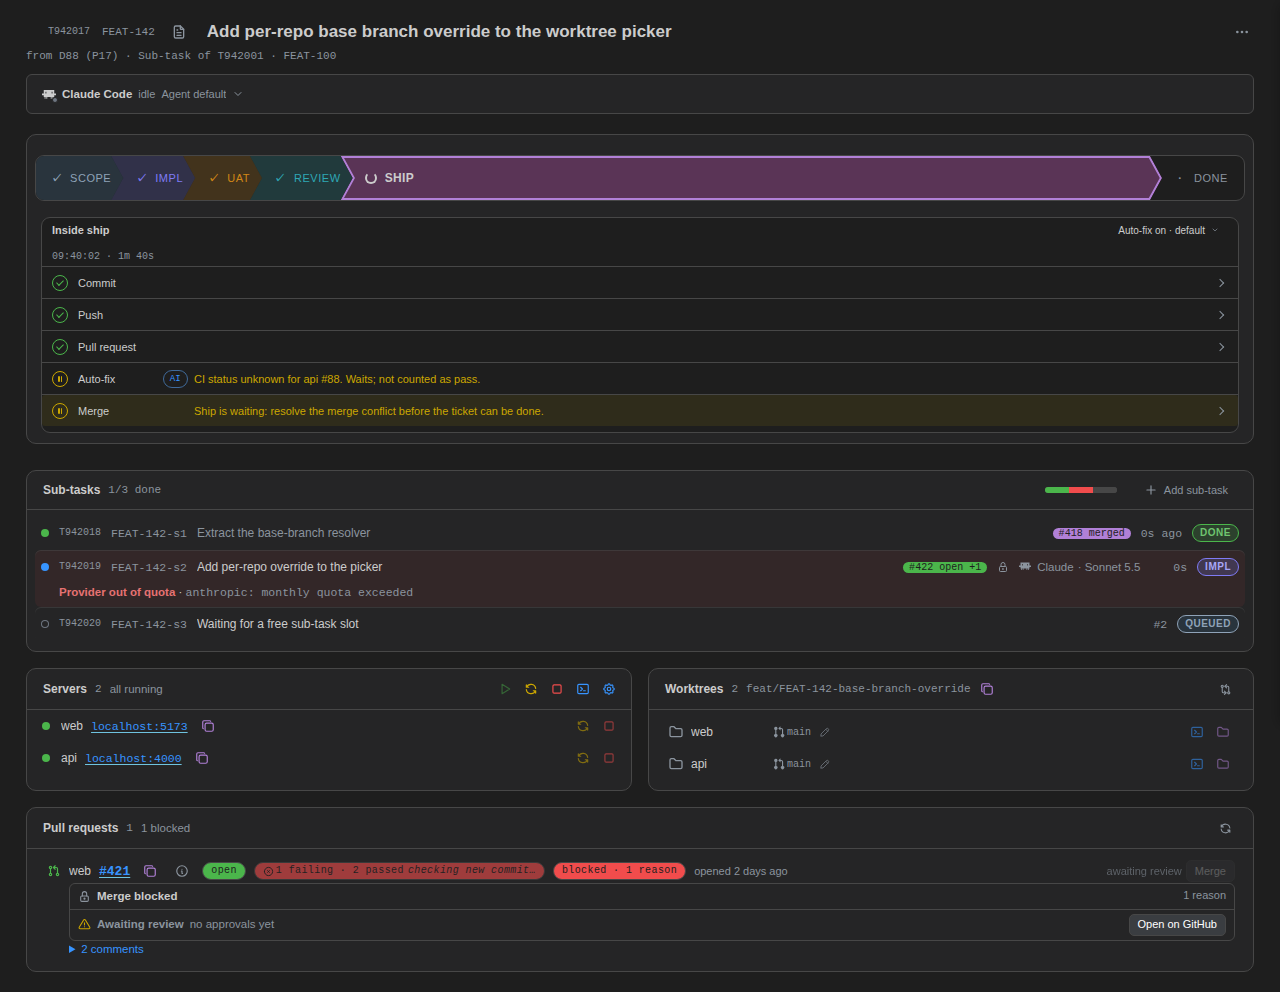 T942017 FEAT-142 Add per-repo base branch override to the worktree picker
from D88 (P17) · Sub-task of T942001 · FEAT-100
Claude Code idle Agent default
SCOPE IMPL UAT REVIEW SHIP DONE
Inside ship Auto-fix on · default
09:40:02 · 1m 40s
Commit
Push
Pull request
Auto-fix AI CI status unknown for api #88. Waits; not counted as pass.
Merge Ship is waiting: resolve the merge conflict before the ticket can be done.
Sub-tasks 1/3 done Add sub-task
T942018 FEAT-142-s1 Extract the base-branch resolver #418 merged 0s ago DONE
T942019 FEAT-142-s2 Add per-repo override to the picker #422 open +1 Claude · Sonnet 5.5 0s IMPL
Provider out of quota · anthropic: monthly quota exceeded
T942020 FEAT-142-s3 Waiting for a free sub-task slot #2 QUEUED
Servers 2 all running
web localhost:5173
api localhost:4000
Worktrees 2 feat/FEAT-142-base-branch-override
web main
api main
Pull requests 1 1 blocked
web #421 open 1 failing · 2 passed checking new commit… blocked · 1 reason opened 2 days ago awaiting review Merge
Merge blocked 1 reason
Awaiting review no approvals yet Open on GitHub
2 comments